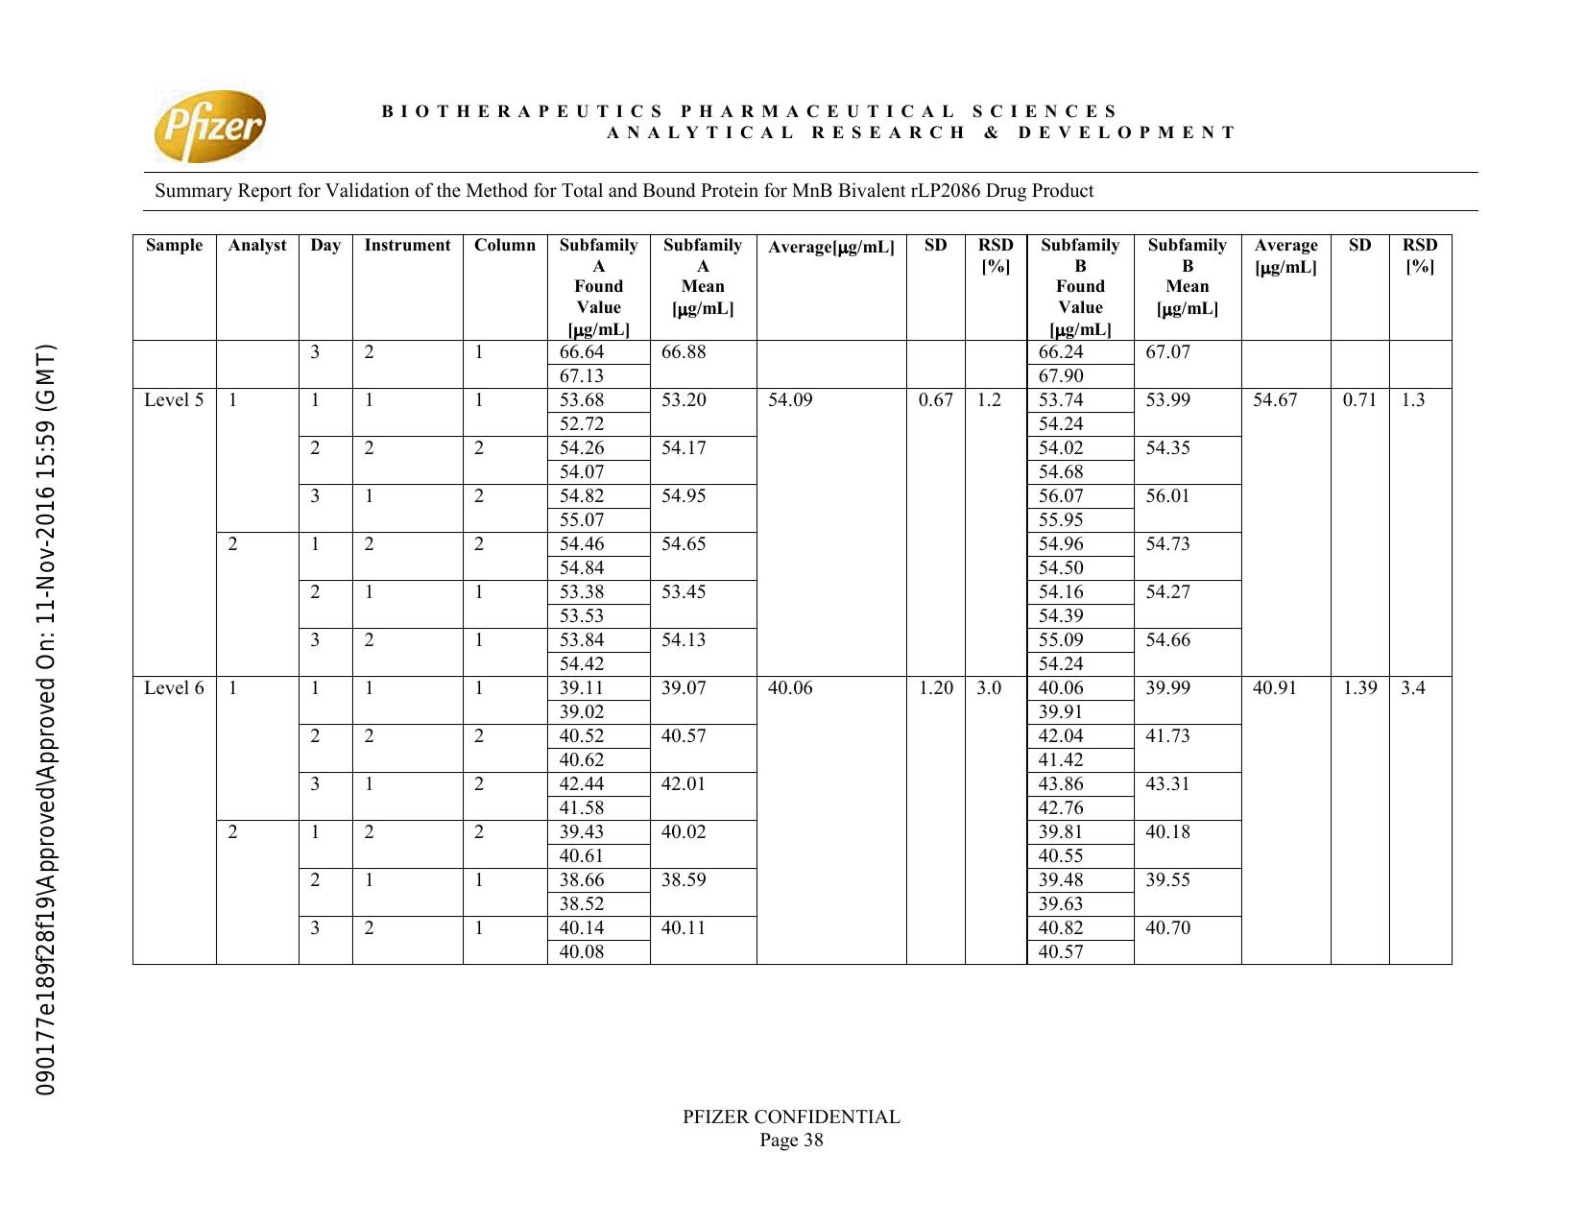 Pfizer
BIOTHERAPEUTICS PHARMACEUTICAL SCIENCES
ANALYTICAL RESEARCH & DEVELOPMENT
Summary Report for Validation of the Method for Total and Bound Protein for MnB Bivalent rLP2086 Drug Product
Sample Analyst Day Instrument Column Subfamily Subfamily Average[µg/mL] SD RSD Subfamily Subfamily Average SD RSD
A A [%] B B [µg/mL] [%]
Found Mean Found Mean
Value [µg/mL] Value [µg/mL]
[µg/mL] [µg/mL]
3 2 1 66.64 66.88 66.24 67.07
67.13 67.90
Level 5 1 1 1 1 53.68 53.20 54.09 0.67 1.2 53.74 53.99 54.67 0.71 1.3
52.72 54.24
2 2 2 54.26 54.17 54.02 54.35
54.07 54.68
3 1 2 54.82 54.95 56.07 56.01
55.07 55.95
2 1 2 2 54.46 54.65 54.96 54.73
54.84 54.50
2 1 1 53.38 53.45 54.16 54.27
53.53 54.39
3 2 1 53.84 54.13 55.09 54.66
54.42 54.24
Level 6 1 1 1 1 39.11 39.07 40.06 1.20 3.0 40.06 39.99 40.91 1.39 3.4
39.02 39.91
2 2 2 40.52 40.57 42.04 41.73
40.62 41.42
3 1 2 42.44 42.01 43.86 43.31
41.58 42.76
2 1 2 2 39.43 40.02 39.81 40.18
40.61 40.55
2 1 1 38.66 38.59 39.48 39.55
38.52 39.63
3 2 1 40.14 40.11 40.82 40.70
40.08 40.57
090177e189f28f19\Approved\Approved On: 11-Nov-2016 15:59 (GMT)
PFIZER CONFIDENTIAL
Page 38